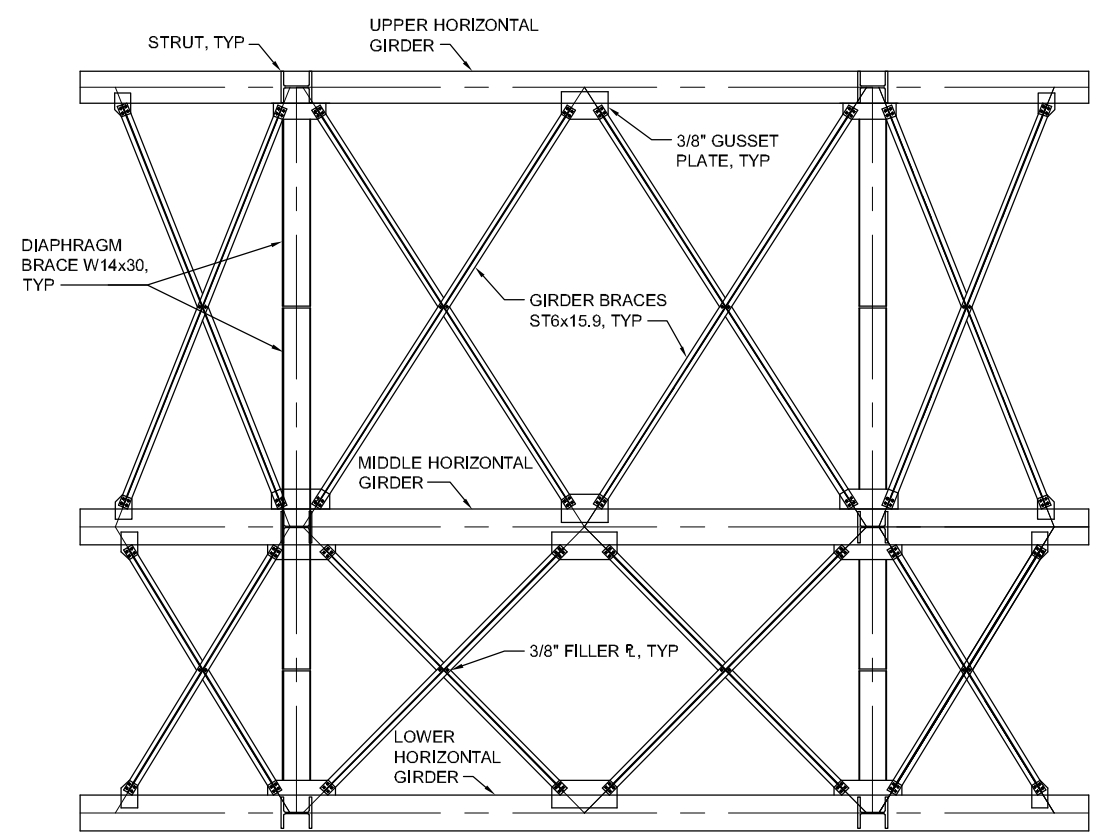 UPPER HORIZONTAL
GIRDER
STRUT, TYP
3/8" GUSSET
PLATE, TYP
DIAPHRAGM
BRACE W14x30,
TYP
GIRDER BRACES
ST6x15.9, TYP
MIDDLE HORIZONTAL
GIRDER
3/8" FILLER ℄, TYP
LOWER
HORIZONTAL
GIRDER